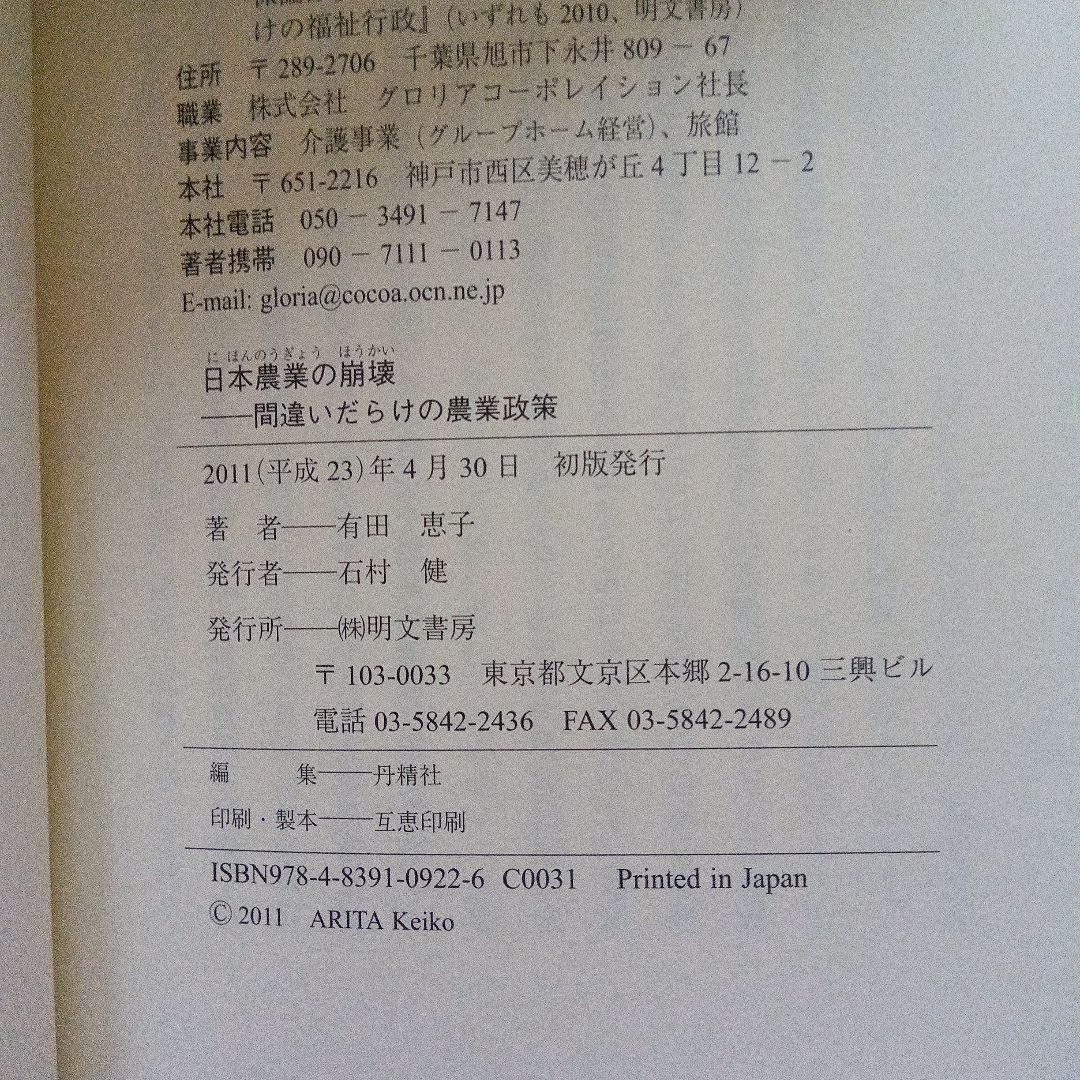 けの福祉行政』（いずれも 2010、明文書房）
住所　〒 289-2706　千葉県旭市下永井 809 － 67
職業　株式会社　グロリアコーポレイション社長
事業内容　介護事業（グループホーム経営）、旅館
本社　〒 651-2216　神戸市西区美穂が丘 4 丁目 12 － 2
本社電話　050 － 3491 － 7147
著者携帯　090 － 7111 － 0113
E-mail: gloria@cocoa.ocn.ne.jp
にほんのうぎょう　ほうかい
日本農業の崩壊
――間違いだらけの農業政策
2011（平成 23）年 4 月 30 日　初版発行
著　者――有田　恵子
発行者――石村　健
発行所――㈱明文書房
〒 103-0033　東京都文京区本郷 2-16-10 三興ビル
電話 03-5842-2436　FAX 03-5842-2489
編　　集――丹精社
印刷・製本――互恵印刷
ISBN978-4-8391-0922-6　C0031　Printed in Japan
© 2011　ARITA Keiko